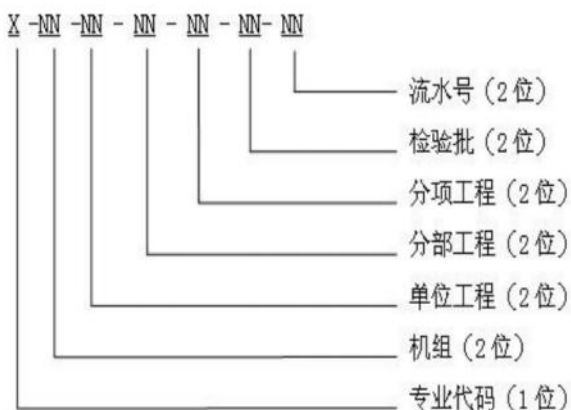 X -NN -NN - NN - NN - NN- NN
流水号（2位）
检验批（2位）
分项工程（2位）
分部工程（2位）
单位工程（2位）
机组（2位）
专业代码（1位）